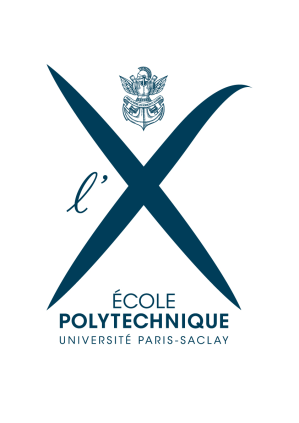 l'X
ÉCOLE
POLYTECHNIQUE
UNIVERSITÉ PARIS-SACLAY